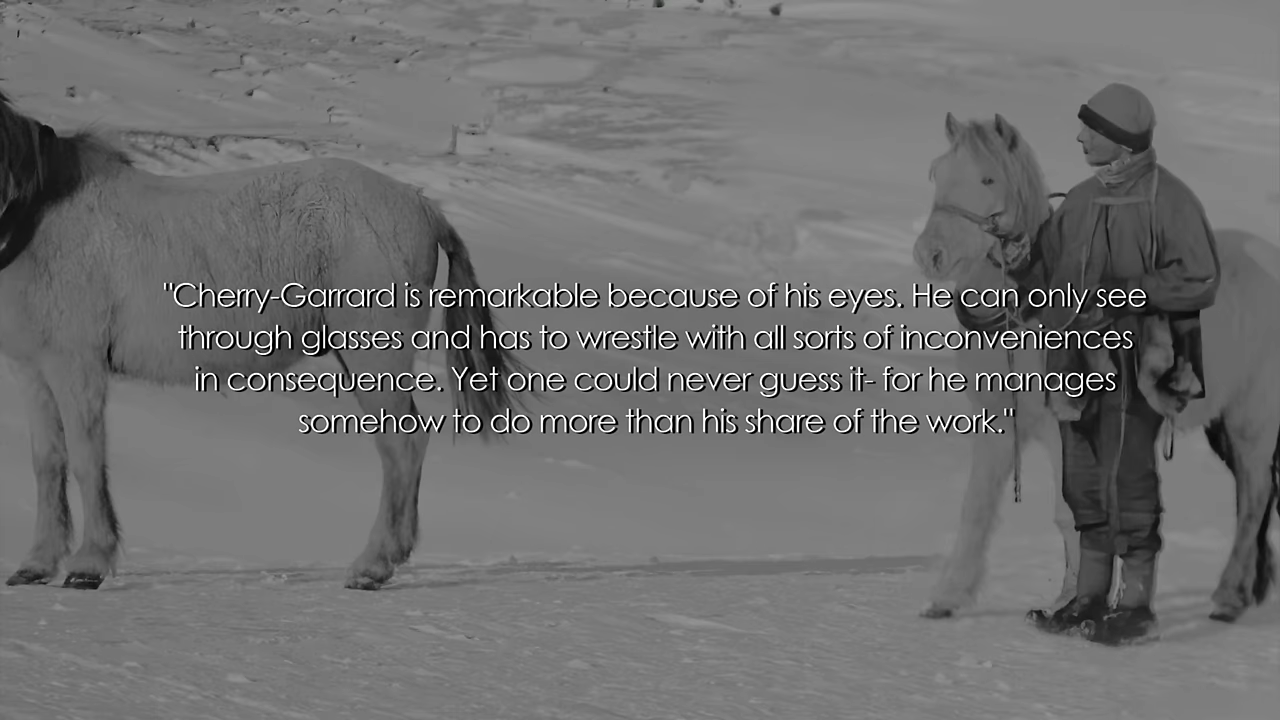 "Cherry-Garrard is remarkable because of his eyes. He can only see
through glasses and has to wrestle with all sorts of inconveniences
in consequence. Yet one could never guess it- for he manages
somehow to do more than his share of the work."